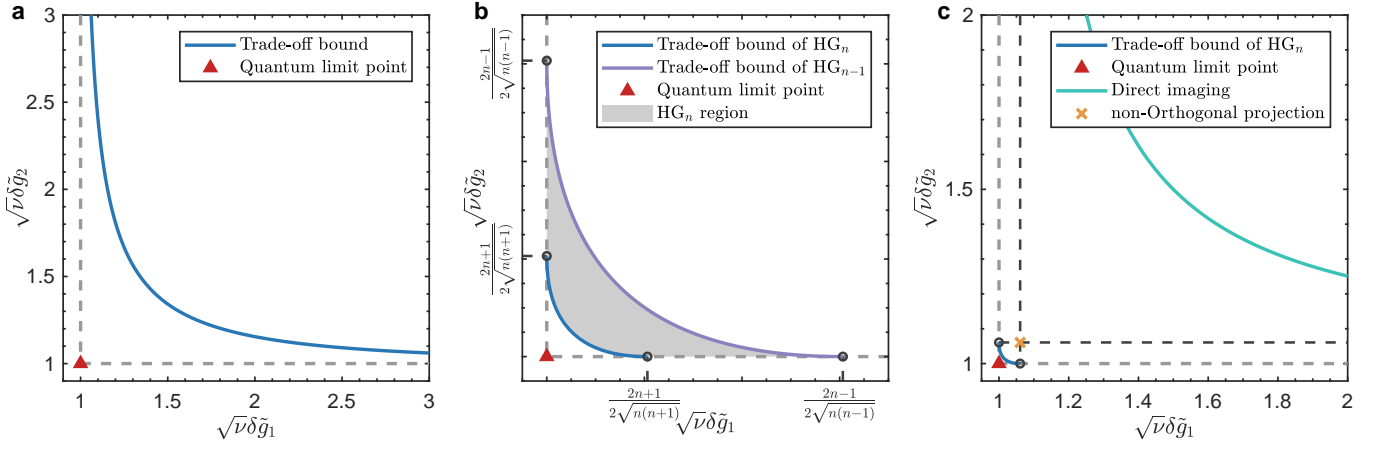 a
3
2.5
2
1.5
1
√ν δg̃₂
Trade-off bound
Quantum limit point
1 1.5 2 2.5 3
√ν δg̃₁
b
(2n−1)/(2√(n(n−1)))
√ν δg̃₂
(2n+1)/(2√(n(n+1)))
Trade-off bound of HGₙ
Trade-off bound of HGₙ₋₁
Quantum limit point
HGₙ region
(2n+1)/(2√(n(n+1))) (2n−1)/(2√(n(n−1)))
√ν δg̃₁
c
2
1.5
1
√ν δg̃₂
Trade-off bound of HGₙ
Quantum limit point
Direct imaging
non-Orthogonal projection
1 1.2 1.4 1.6 1.8 2
√ν δg̃₁